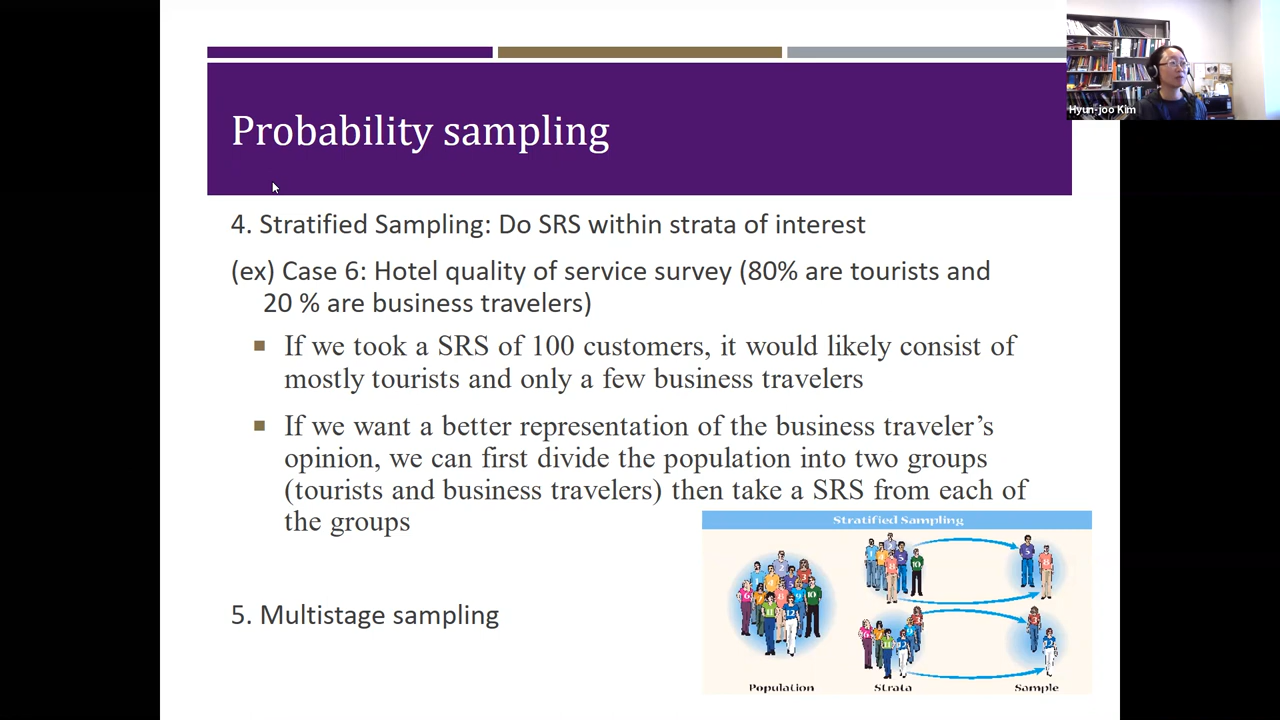 Hyun-joo Kim
Probability sampling
4. Stratified Sampling: Do SRS within strata of interest
(ex) Case 6: Hotel quality of service survey (80% are tourists and
20 % are business travelers)
If we took a SRS of 100 customers, it would likely consist of
mostly tourists and only a few business travelers
If we want a better representation of the business traveler’s
opinion, we can first divide the population into two groups
(tourists and business travelers) then take a SRS from each of
the groups
5. Multistage sampling
Stratified Sampling
Population
Strata
Sample